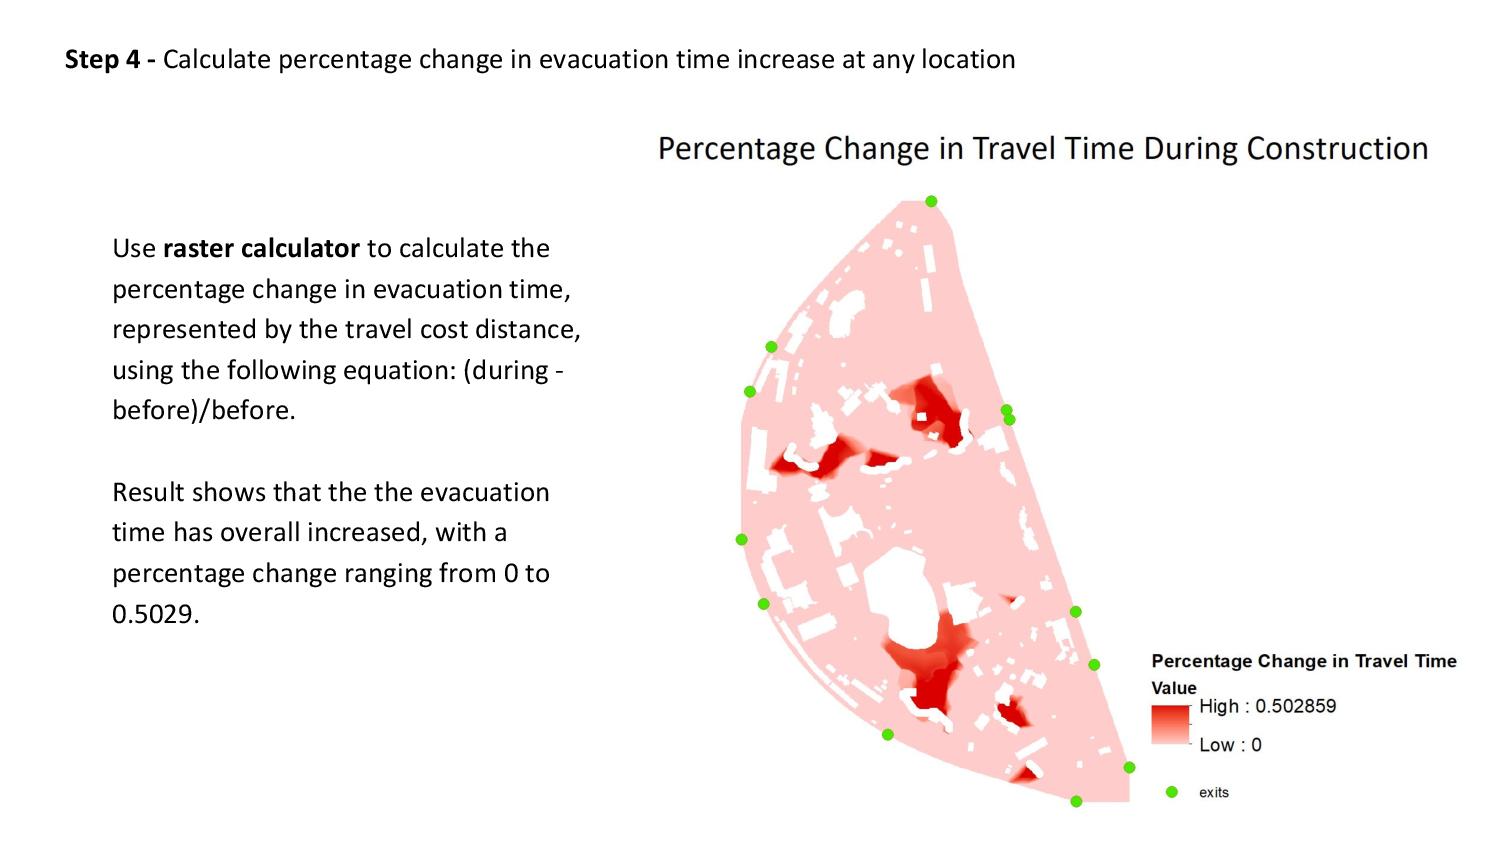 Step 4 - Calculate percentage change in evacuation time increase at any location
Percentage Change in Travel Time During Construction
Use raster calculator to calculate the
percentage change in evacuation time,
represented by the travel cost distance,
using the following equation: (during -
before)/before.
Result shows that the the evacuation
time has overall increased, with a
percentage change ranging from 0 to
0.5029.
Percentage Change in Travel Time
Value
High : 0.502859
Low : 0
exits